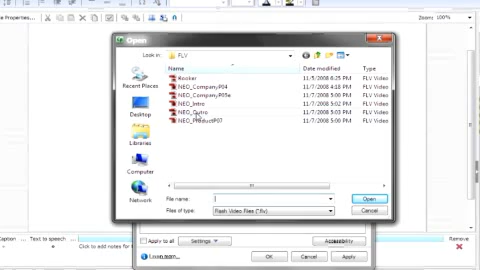 te Properties...
Zoom: 100%
Open
Look in: FLV
Name Date modified Type
Rooker 11/5/2008 6:25 PM FLV Video
NEO_CompanyP04 11/7/2008 4:18 PM FLV Video
NEO_CompanyP05e 11/7/2008 5:00 PM FLV Video
NEO_Intro 11/7/2008 5:02 PM FLV Video
NEO_Outro 11/7/2008 5:03 PM FLV Video
NEO_ProductP07 11/7/2008 5:06 PM FLV Video
Recent Places
Desktop
Libraries
Computer
Network
File name:
Open
Files of type: Flash Video Files (*.flv)
Cancel
Caption ... Text to speech ... Remove
Click to add notes for t
Apply to all Settings Accessibility
Learn more... OK Cancel Apply